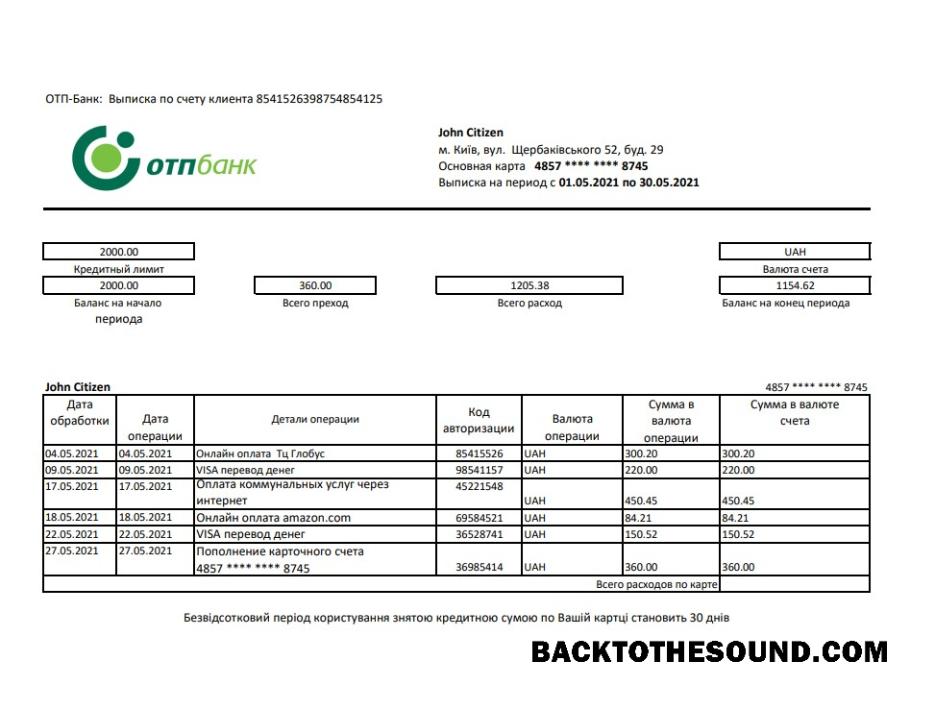 ОТП-Банк: Выписка по счету клиента 8541526398754854125
отпбанк
John Citizen
м. Київ, вул. Щербаківського 52, буд. 29
Основная карта 4857 **** **** 8745
Выписка на период с 01.05.2021 по 30.05.2021
2000.00 UAH
Кредитный лимит Валюта счета
2000.00 360.00 1205.38 1154.62
Баланс на начало Всего преход Всего расход Баланс на конец периода
периода
John Citizen 4857 **** **** 8745
Дата обработки Дата операции Детали операции Код авторизации Валюта операции Сумма в валюта операции Сумма в валюте счета
04.05.2021 04.05.2021 Онлайн оплата Тц Глобус 85415526 UAH 300.20 300.20
09.05.2021 09.05.2021 VISA перевод денег 98541157 UAH 220.00 220.00
17.05.2021 17.05.2021 Оплата коммунальных услуг через интернет 45221548 UAH 450.45 450.45
18.05.2021 18.05.2021 Онлайн оплата amazon.com 69584521 UAH 84.21 84.21
22.05.2021 22.05.2021 VISA перевод денег 36528741 UAH 150.52 150.52
27.05.2021 27.05.2021 Пополнение карточного счета 4857 **** **** 8745 36985414 UAH 360.00 360.00
Всего расходов по карте
Безвідсотковий період користування знятою кредитною сумою по Вашій картці становить 30 днів
BACKTOTHESOUND.COM